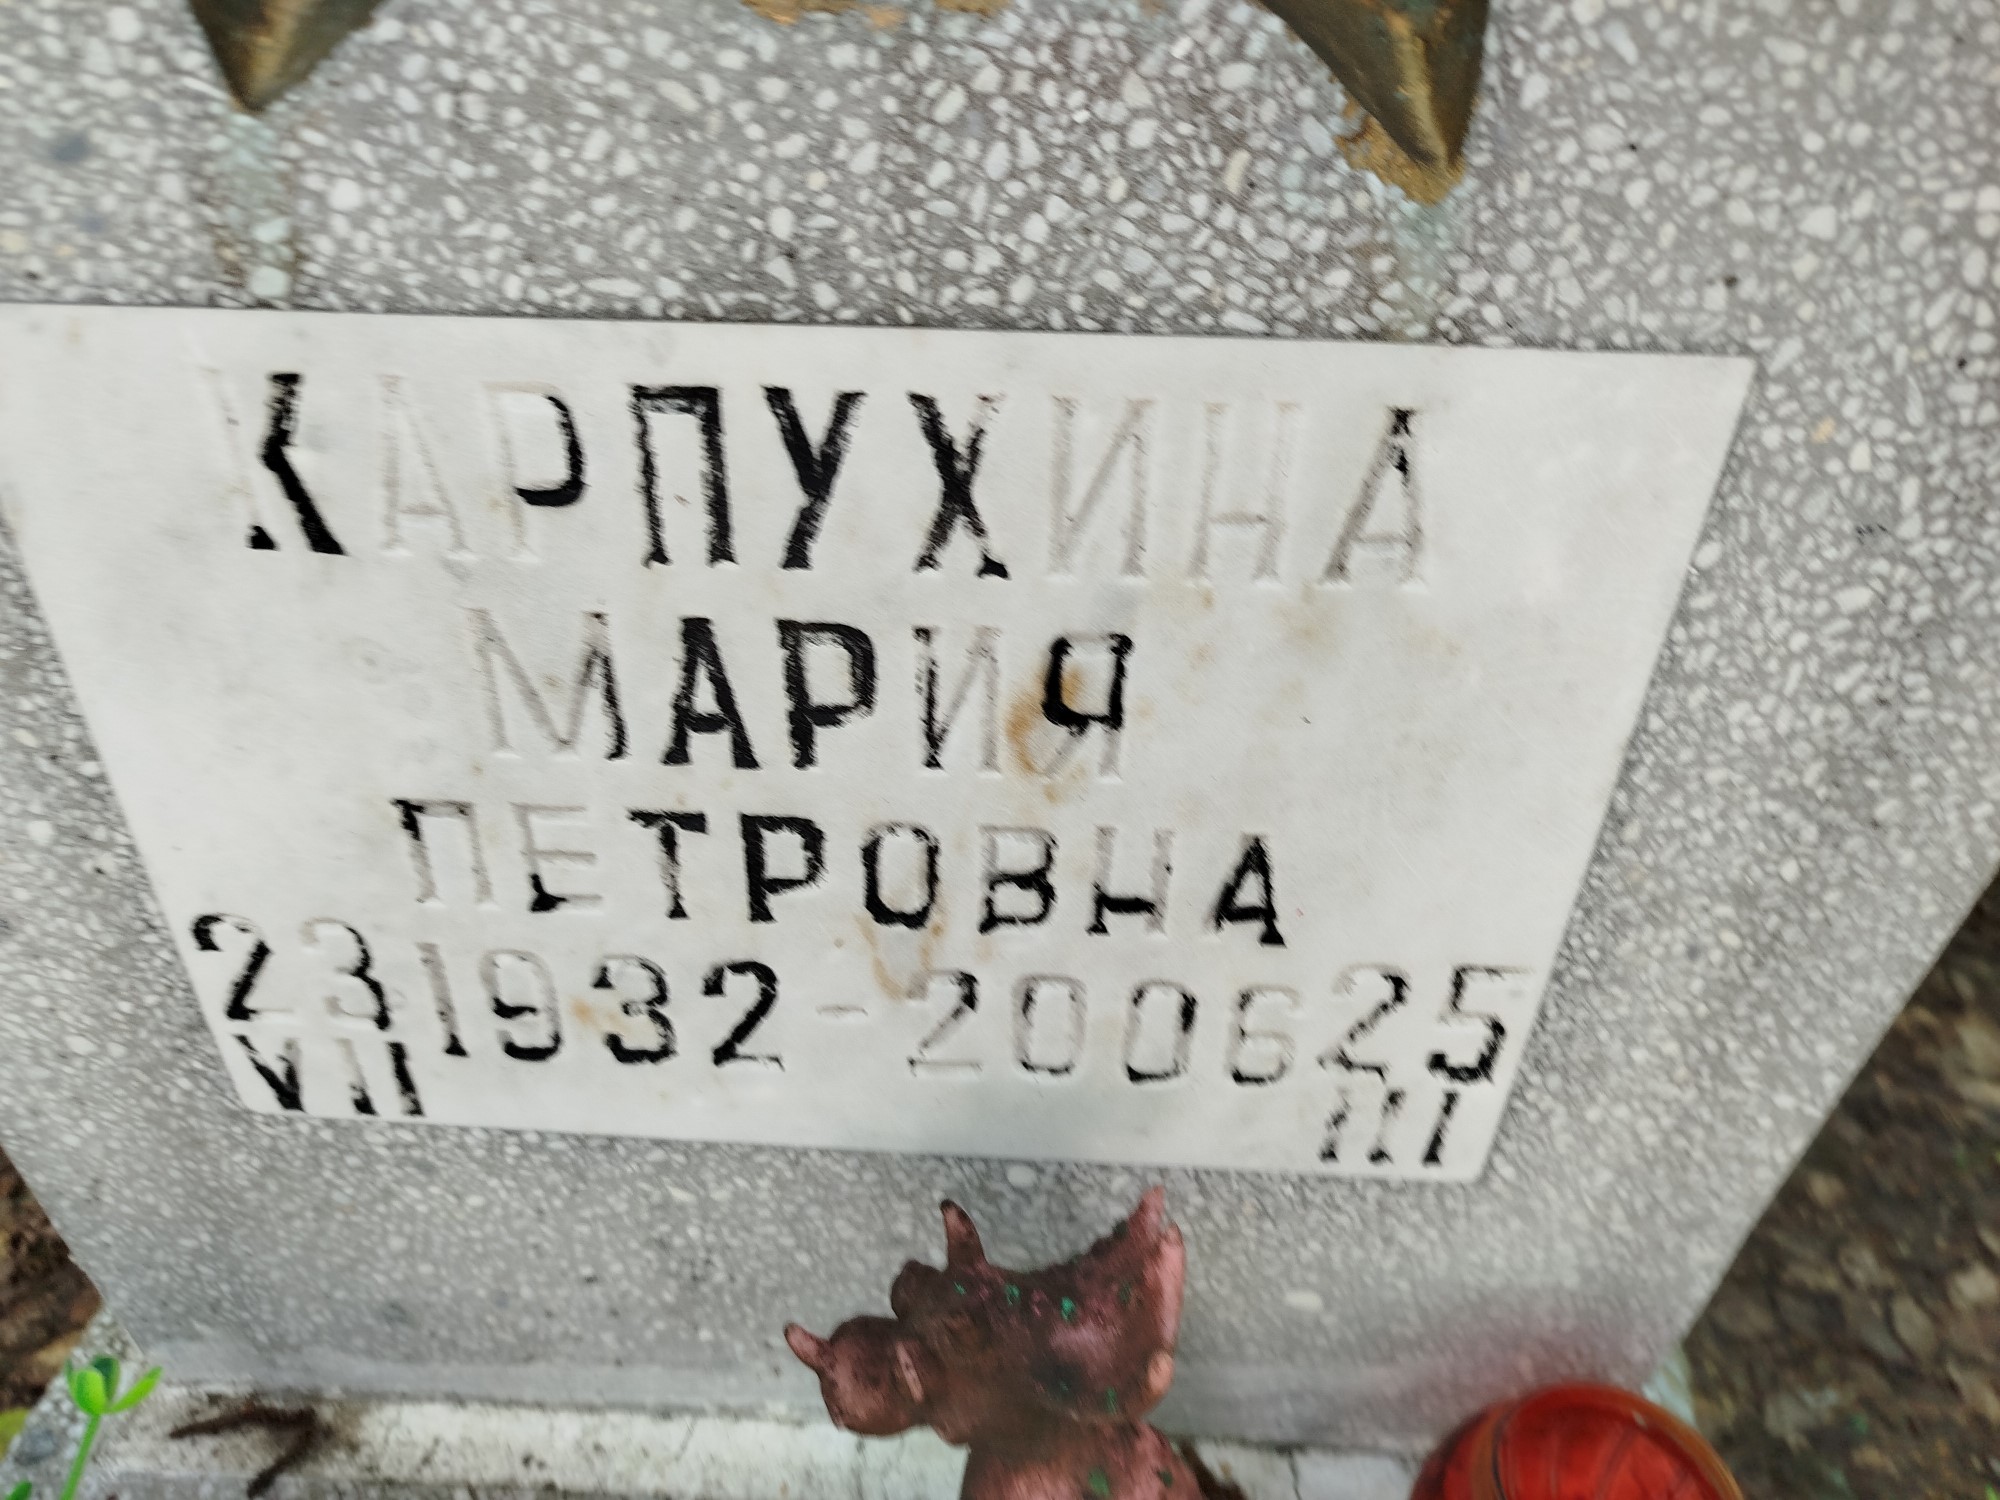 КАРПУХИНА
МАРИЯ
ПЕТРОВНА
23 1932 - 2006 25
VII III